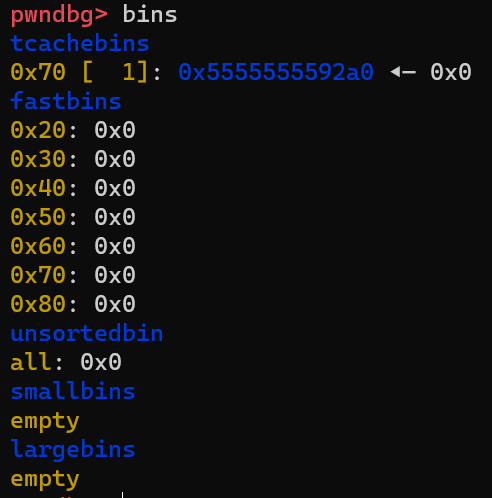 pwndbg> bins
tcachebins
0x70 [  1]: 0x5555555592a0 ◂— 0x0
fastbins
0x20: 0x0
0x30: 0x0
0x40: 0x0
0x50: 0x0
0x60: 0x0
0x70: 0x0
0x80: 0x0
unsortedbin
all: 0x0
smallbins
empty
largebins
empty